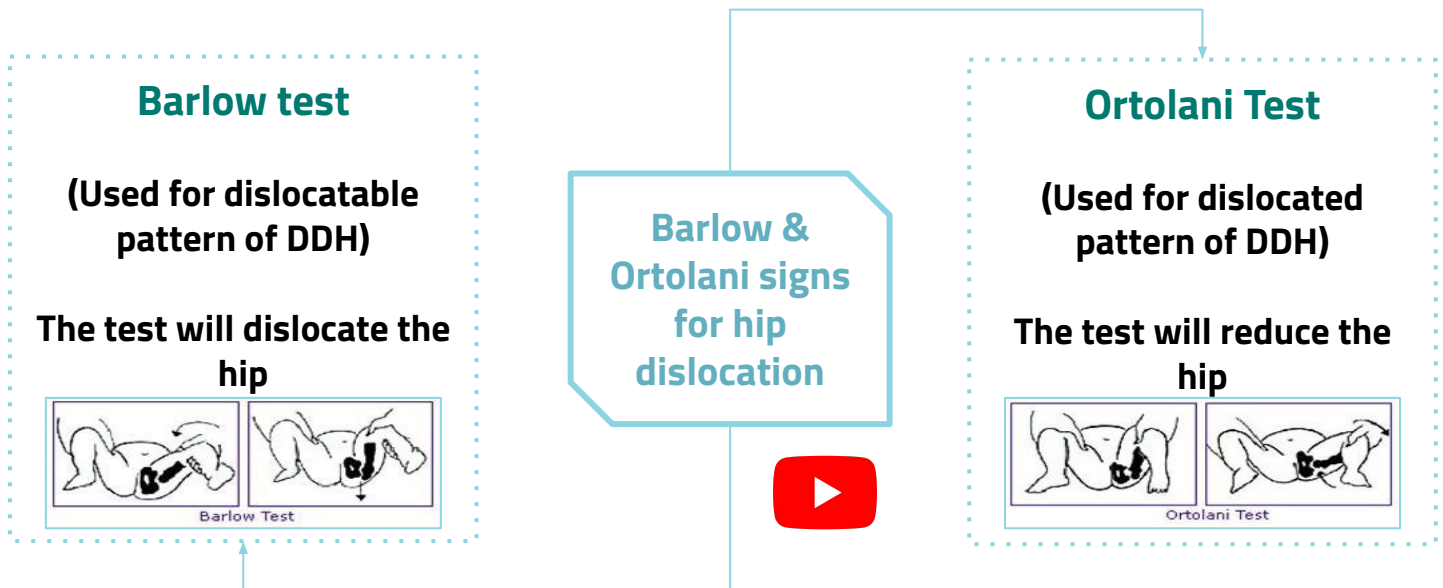 Barlow test
(Used for dislocatable
pattern of DDH)
The test will dislocate the
hip
Barlow Test
Barlow &
Ortolani signs
for hip
dislocation
Ortolani Test
(Used for dislocated
pattern of DDH)
The test will reduce the
hip
Ortolani Test